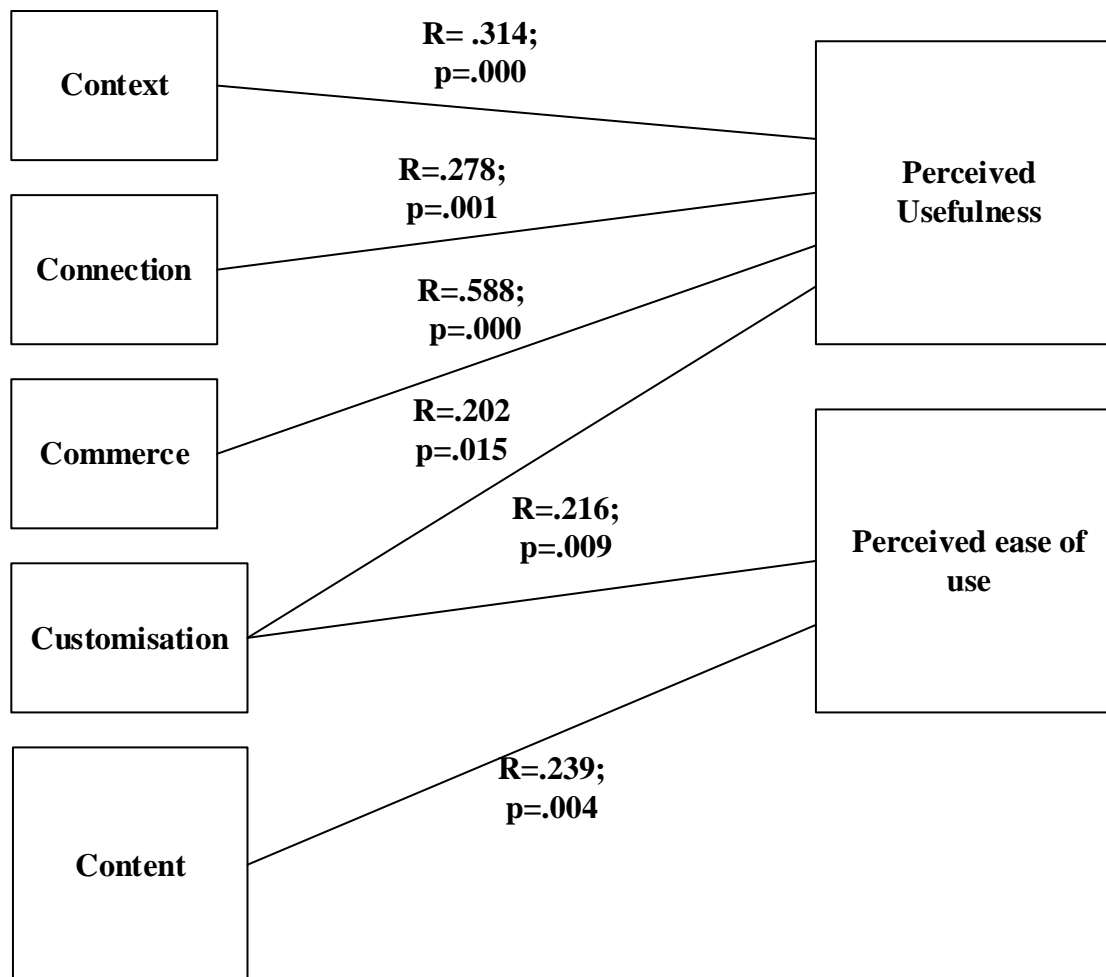 Context
R= .314;
p=.000
Connection
R=.278;
p=.001
Perceived
Usefulness
Commerce
R=.588;
p=.000
R=.202
p=.015
Customisation
R=.216;
p=.009
Perceived ease of
use
Content
R=.239;
p=.004